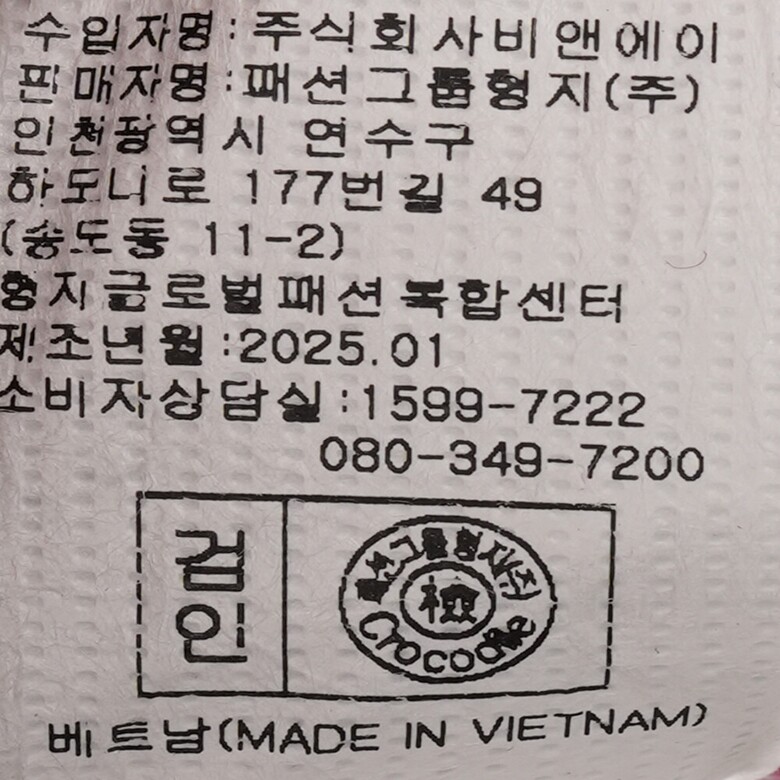 수입자명:주식회사비앤에이
판매자명:패션그룹형지(주)
인천광역시 연수구
하모니로 177번길 49
(송도동 11-2)
형지글로벌패션복합센터
제조년월:2025.01
소비자상담실:1599-7222
080-349-7200
검인
패션그룹형지(주)
檢
Crocodile
베트남(MADE IN VIETNAM)